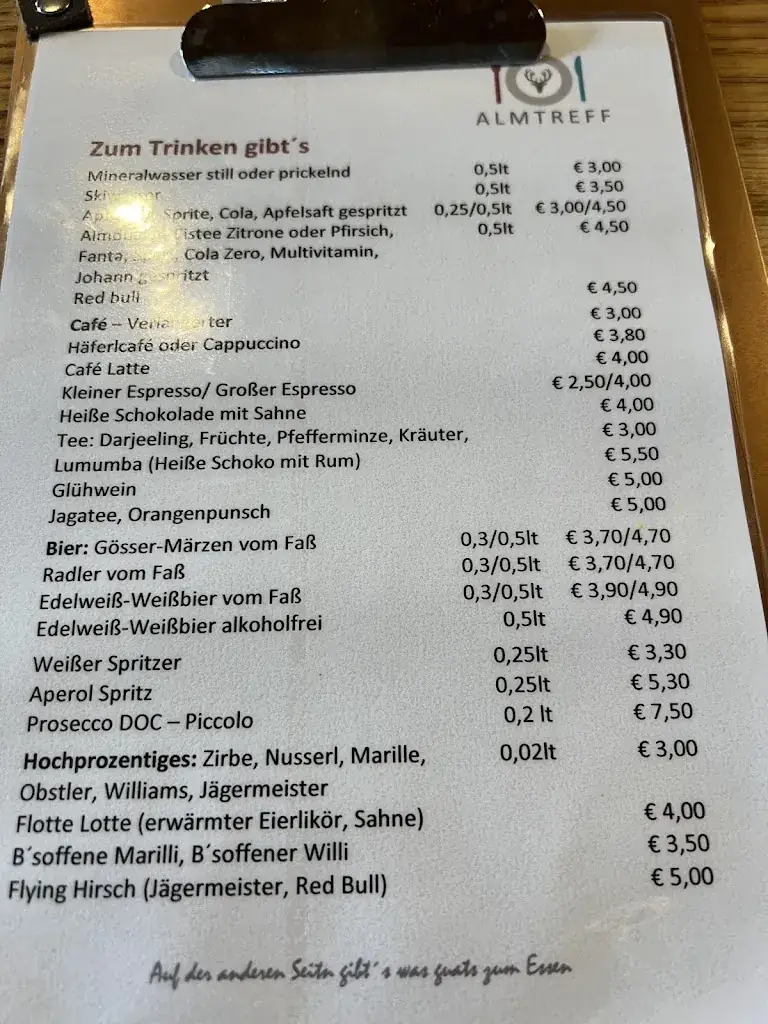 ALMTREFF
Zum Trinken gibt´s
Mineralwasser still oder prickelnd 0,5lt € 3,00
0,5lt € 3,50
Sprite, Cola, Apfelsaft gespritzt 0,25/0,5lt € 3,00/4,50
Eistee Zitrone oder Pfirsich, 0,5lt € 4,50
Fanta, Cola Zero, Multivitamin,
Johann gespritzt
Red bull € 4,50
Café – Verlängerter € 3,00
Häferlcafé oder Cappuccino € 3,80
Café Latte € 4,00
Kleiner Espresso/ Großer Espresso € 2,50/4,00
Heiße Schokolade mit Sahne € 4,00
Tee: Darjeeling, Früchte, Pfefferminze, Kräuter, € 3,00
Lumumba (Heiße Schoko mit Rum) € 5,50
Glühwein € 5,00
Jagatee, Orangenpunsch € 5,00
Bier: Gösser-Märzen vom Faß 0,3/0,5lt € 3,70/4,70
Radler vom Faß 0,3/0,5lt € 3,70/4,70
Edelweiß-Weißbier vom Faß 0,3/0,5lt € 3,90/4,90
Edelweiß-Weißbier alkoholfrei 0,5lt € 4,90
Weißer Spritzer 0,25lt € 3,30
Aperol Spritz 0,25lt € 5,30
Prosecco DOC – Piccolo 0,2 lt € 7,50
Hochprozentiges: Zirbe, Nusserl, Marille, 0,02lt € 3,00
Obstler, Williams, Jägermeister
Flotte Lotte (erwärmter Eierlikör, Sahne) € 4,00
B´soffene Marilli, B´soffener Willi € 3,50
Flying Hirsch (Jägermeister, Red Bull) € 5,00
Auf der anderen Seitn gibt´s was guats zum Essen